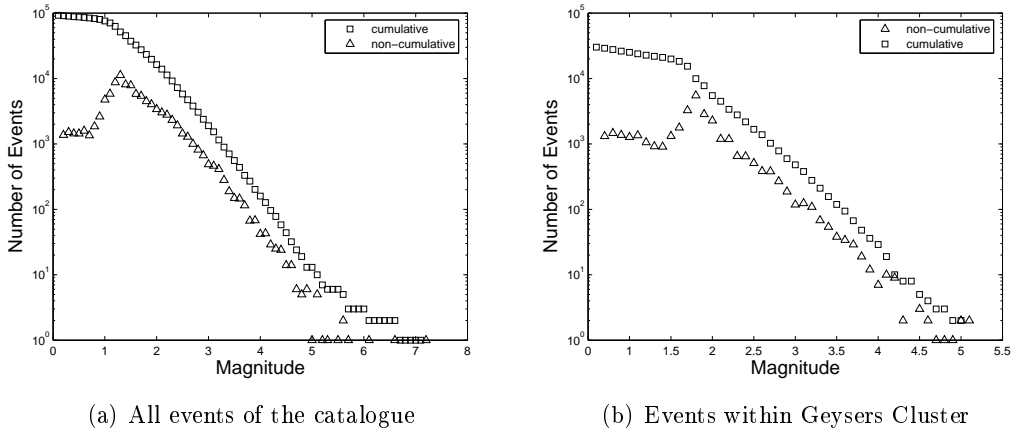 10^5
10^4
10^3
10^2
10^1
10^0
Number of Events
0 1 2 3 4 5 6 7 8
Magnitude
cumulative
non−cumulative
(a) All events of the catalogue
10^5
10^4
10^3
10^2
10^1
10^0
Number of Events
0 1 1.5 2 2.5 3 3.5 4 4.5 5 5.5
Magnitude
non−cumulative
cumulative
(b) Events within Geysers Cluster